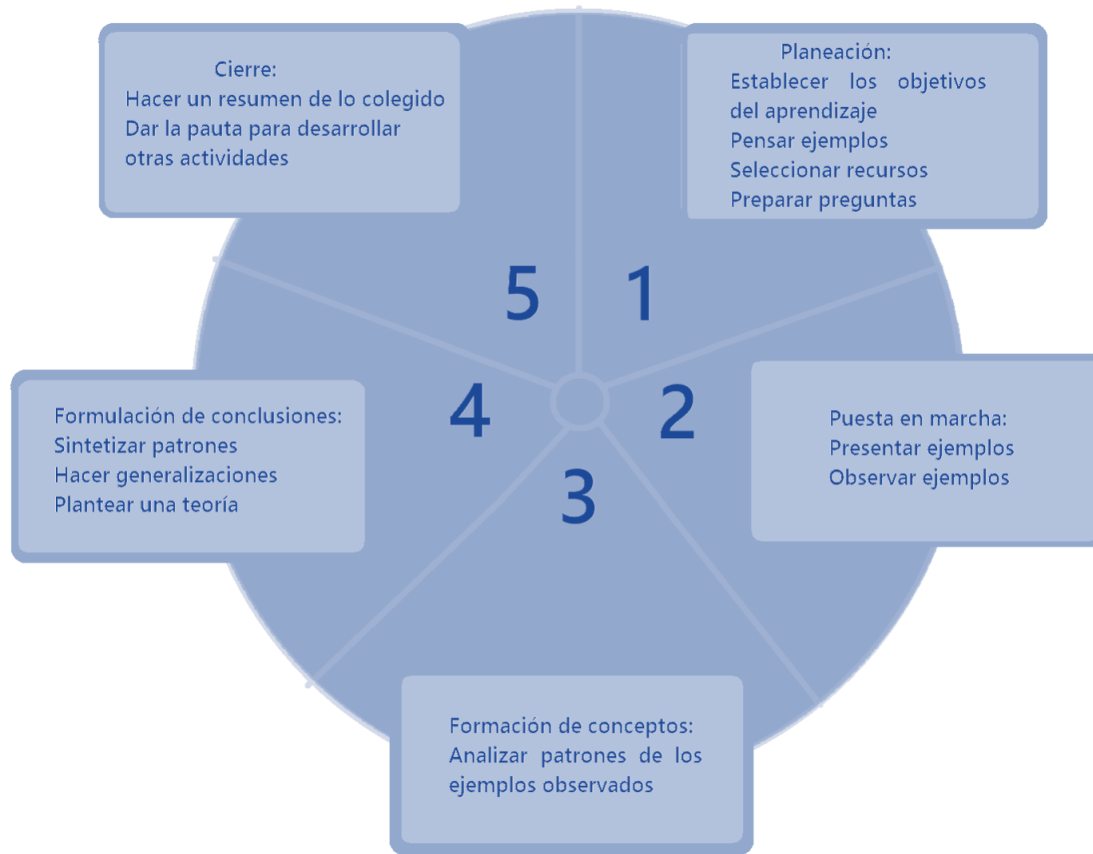 Planeación:
Establecer los objetivos
del aprendizaje
Pensar ejemplos
Seleccionar recursos
Preparar preguntas
1
Puesta en marcha:
Presentar ejemplos
Observar ejemplos
2
Formación de conceptos:
Analizar patrones de los
ejemplos observados
3
Formulación de conclusiones:
Sintetizar patrones
Hacer generalizaciones
Plantear una teoría
4
Cierre:
Hacer un resumen de lo colegido
Dar la pauta para desarrollar
otras actividades
5